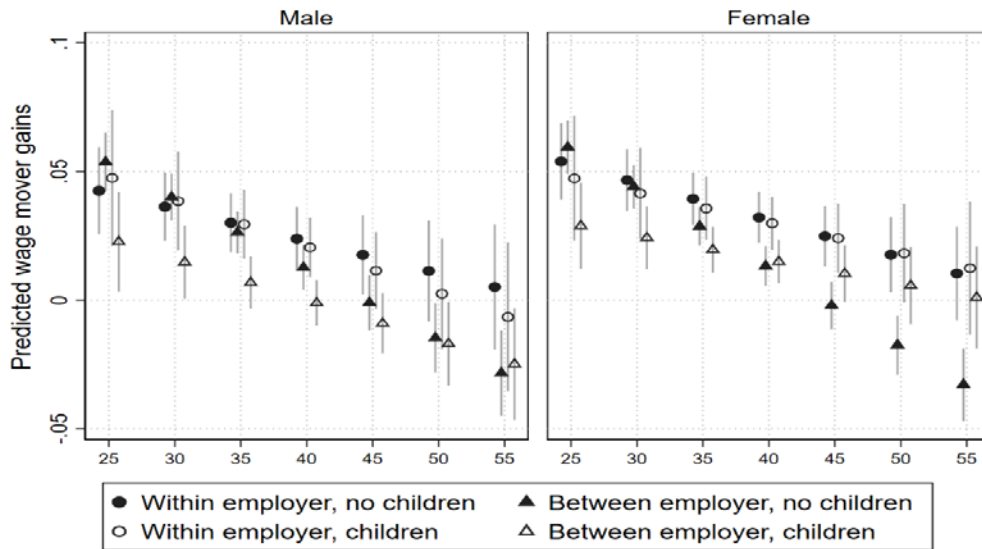 Male Female
Predicted wage mover gains
.1
.05
0
-.05
25 30 35 40 45 50 55 25 30 35 40 45 50 55
Within employer, no children Between employer, no children
Within employer, children Between employer, children